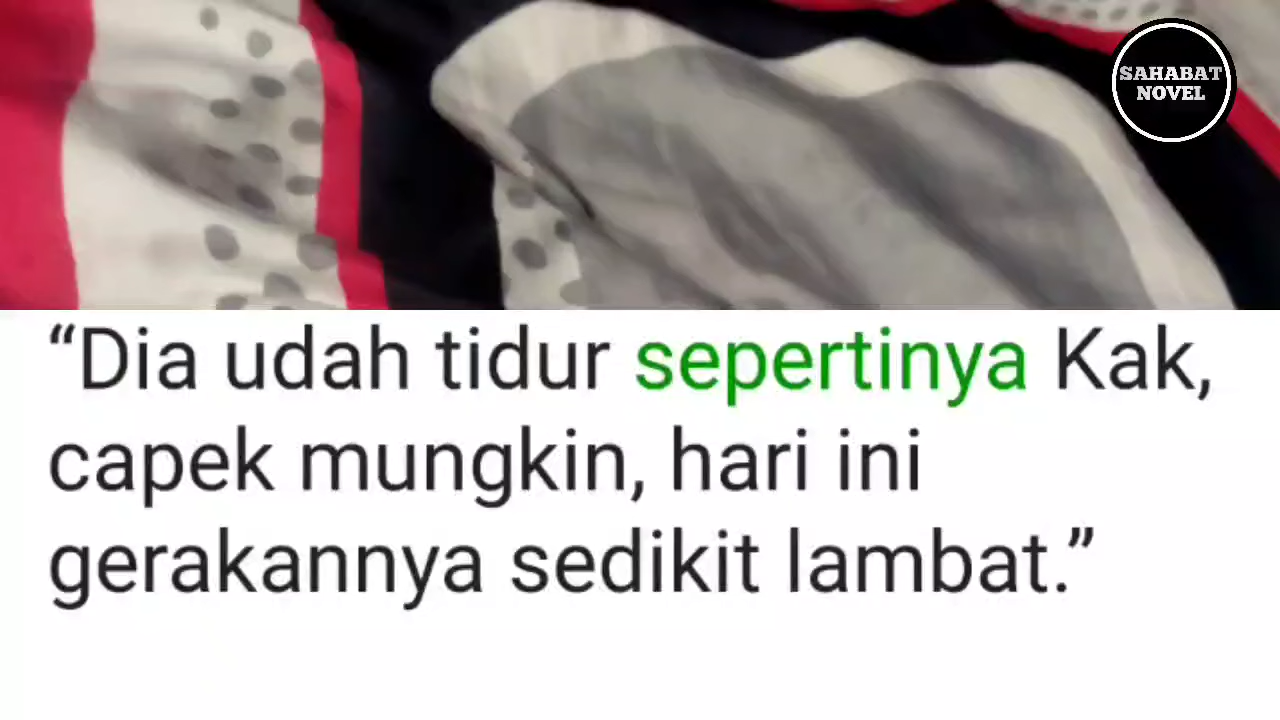 SAHABAT
NOVEL
“Dia udah tidur sepertinya Kak,
capek mungkin, hari ini
gerakannya sedikit lambat.”